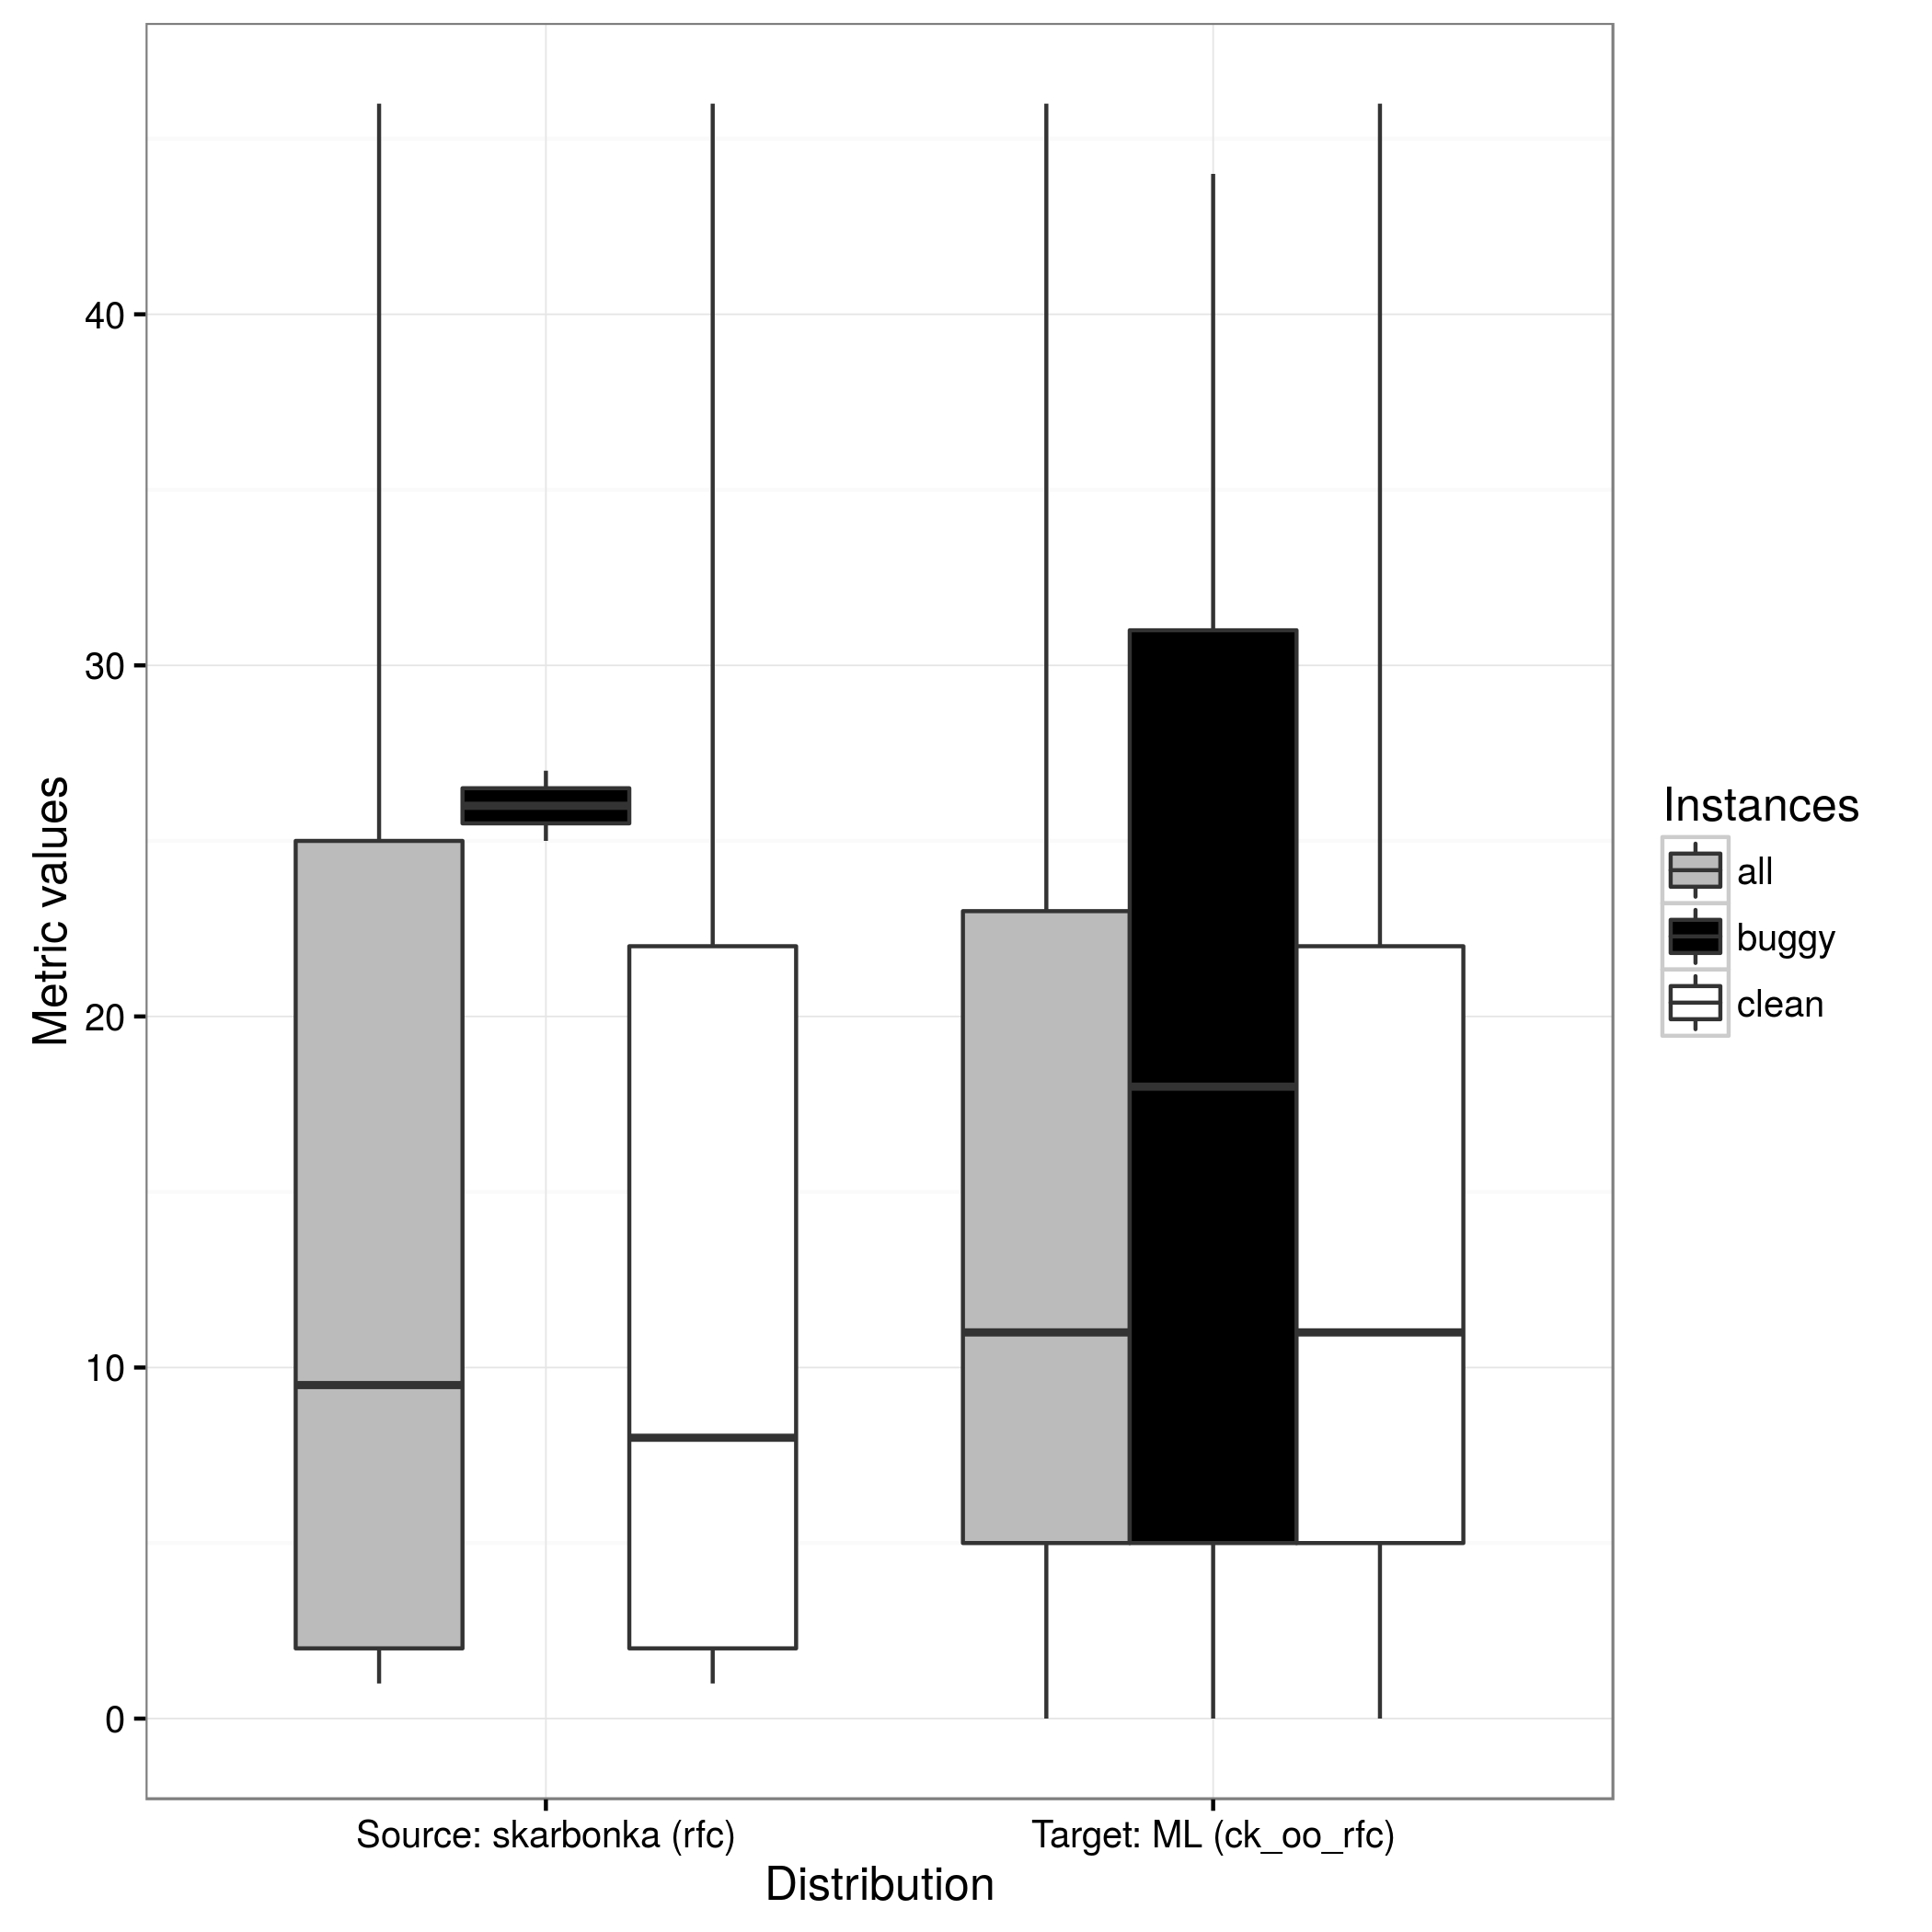 Metric values
40
30
20
10
0
Source: skarbonka (rfc)
Target: ML (ck_oo_rfc)
Distribution
Instances
all
buggy
clean